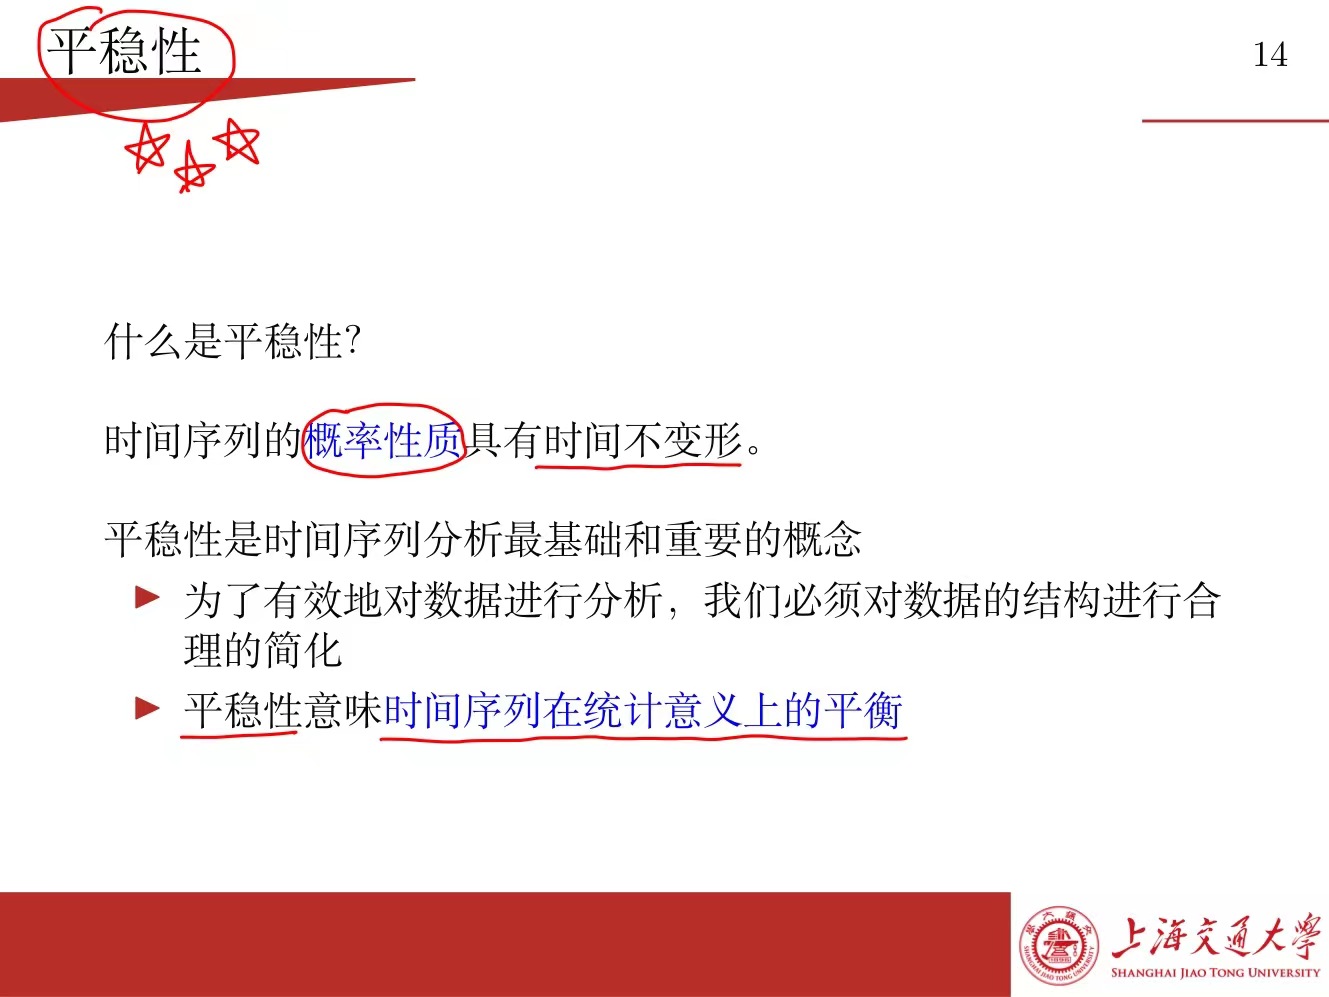 平稳性
14
什么是平稳性？
时间序列的概率性质具有时间不变形。
平稳性是时间序列分析最基础和重要的概念
为了有效地对数据进行分析，我们必须对数据的结构进行合
理的简化
平稳性意味时间序列在统计意义上的平衡
上海交通大学
SHANGHAI JIAO TONG UNIVERSITY